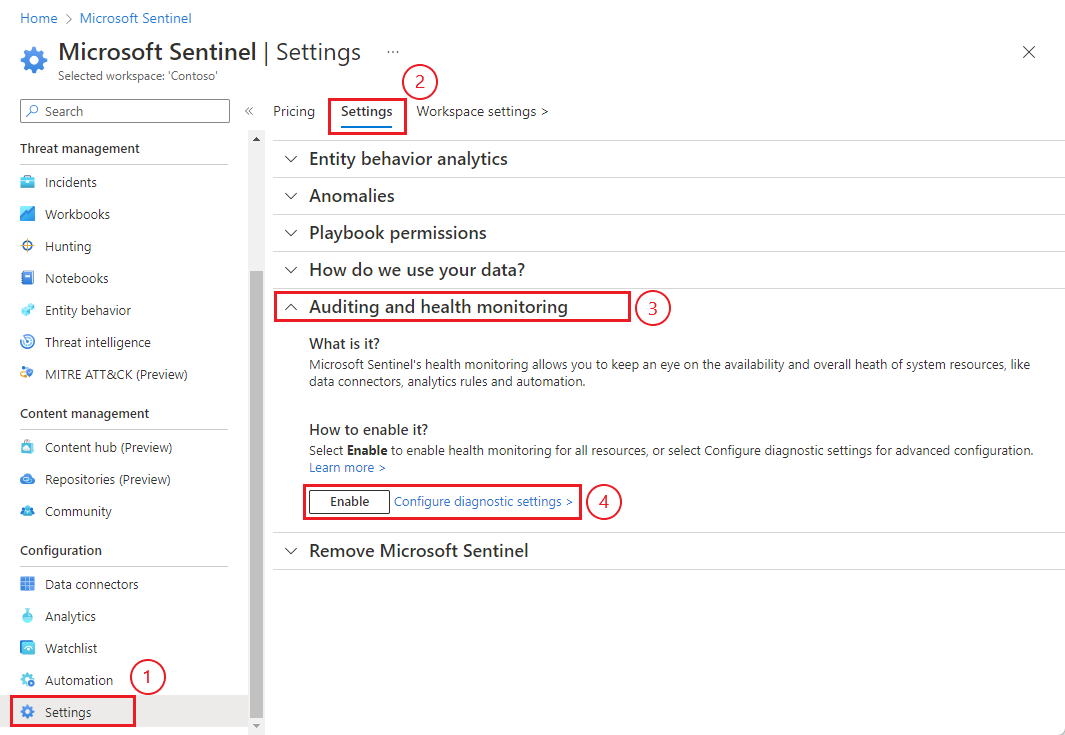 Home > Microsoft Sentinel
Microsoft Sentinel | Settings ...
Selected workspace: 'Contoso'
2
Search
«
Pricing Settings Workspace settings >
Threat management
Incidents
Workbooks
Hunting
Notebooks
Entity behavior
Threat intelligence
MITRE ATT&CK (Preview)
Content management
Content hub (Preview)
Repositories (Preview)
Community
Configuration
Data connectors
Analytics
Watchlist
Automation
1
Settings
Entity behavior analytics
Anomalies
Playbook permissions
How do we use your data?
Auditing and health monitoring
3
What is it?
Microsoft Sentinel's health monitoring allows you to keep an eye on the availability and overall heath of system resources, like
data connectors, analytics rules and automation.
How to enable it?
Select Enable to enable health monitoring for all resources, or select Configure diagnostic settings for advanced configuration.
Learn more >
Enable Configure diagnostic settings >
4
Remove Microsoft Sentinel